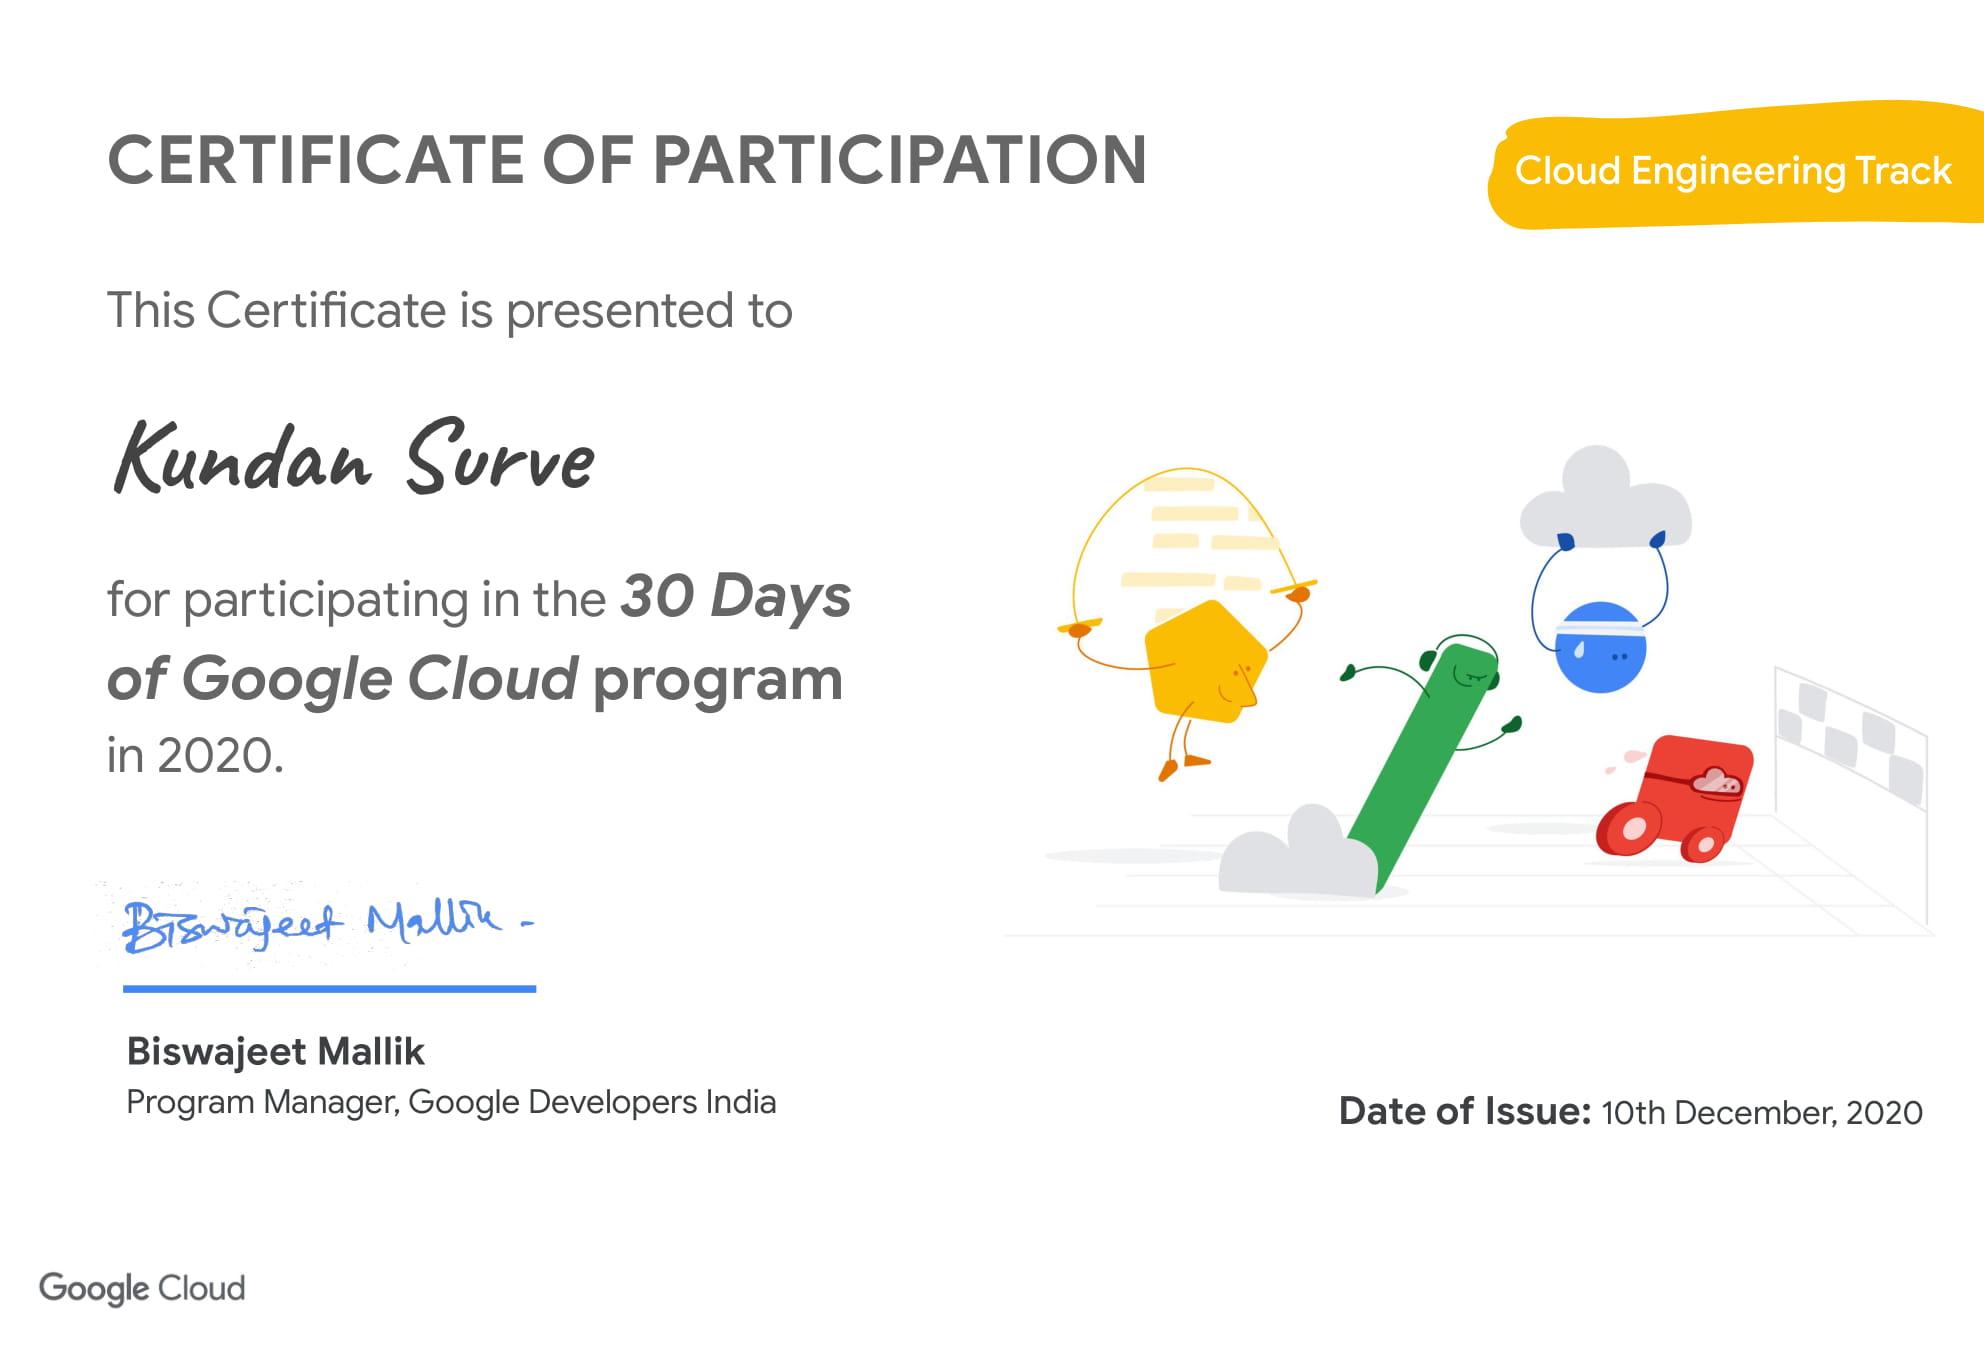 CERTIFICATE OF PARTICIPATION
Cloud Engineering Track
This Certificate is presented to
Kundan Surve
for participating in the 30 Days
of Google Cloud program
in 2020.
Biswajeet Mallik -
Biswajeet Mallik
Program Manager, Google Developers India
Date of Issue: 10th December, 2020
Google Cloud